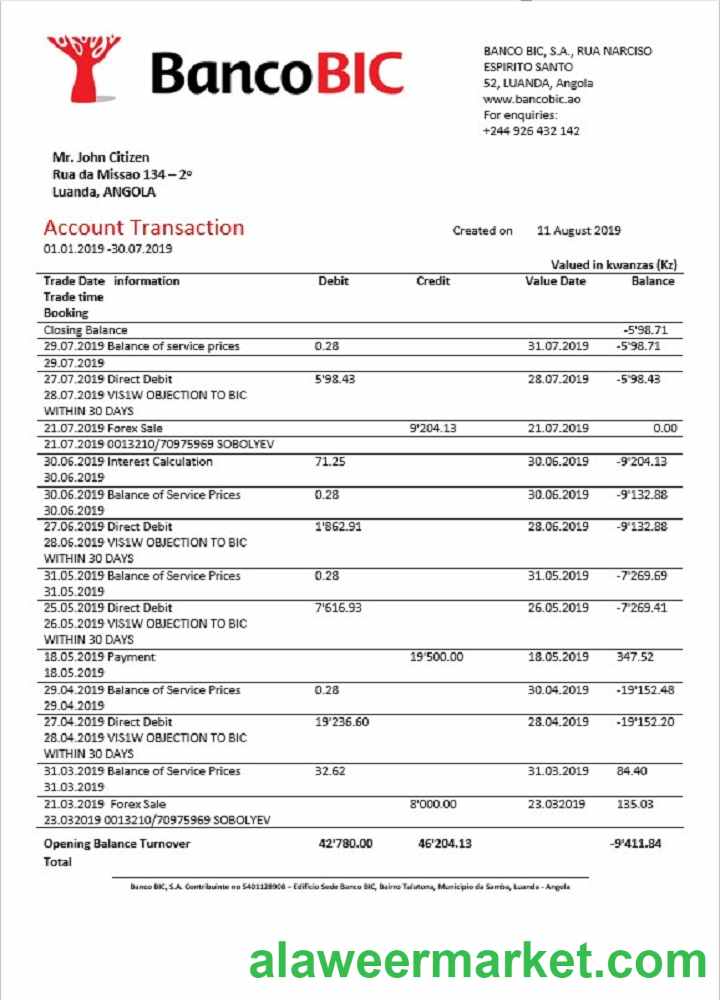 BancoBIC
BANCO BIC, S.A., RUA NARCISO
ESPIRITO SANTO
52, LUANDA, Angola
www.bancobic.ao
For enquiries:
+244 926 432 142
Mr. John Citizen
Rua da Missao 134 – 2º
Luanda, ANGOLA
Account Transaction
Created on 11 August 2019
01.01.2019 -30.07.2019
Valued in kwanzas (Kz)
Trade Date information Debit Credit Value Date Balance
Trade time
Booking
Closing Balance -5'98.71
29.07.2019 Balance of service prices 0.28 31.07.2019 -5'98.71
29.07.2019
27.07.2019 Direct Debit 5'98.43 28.07.2019 -5'98.43
28.07.2019 VIS1W OBJECTION TO BIC
WITHIN 30 DAYS
21.07.2019 Forex Sale 9'204.13 21.07.2019 0.00
21.07.2019 0013210/70975969 SOBOLYEV
30.06.2019 Interest Calculation 71.25 30.06.2019 -9'204.13
30.06.2019
30.06.2019 Balance of Service Prices 0.28 30.06.2019 -9'132.88
30.06.2019
27.06.2019 Direct Debit 1'862.91 28.06.2019 -9'132.88
28.06.2019 VIS1W OBJECTION TO BIC
WITHIN 30 DAYS
31.05.2019 Balance of Service Prices 0.28 31.05.2019 -7'269.69
31.05.2019
25.05.2019 Direct Debit 7'616.93 26.05.2019 -7'269.41
26.05.2019 VIS1W OBJECTION TO BIC
WITHIN 30 DAYS
18.05.2019 Payment 19'500.00 18.05.2019 347.52
18.05.2019
29.04.2019 Balance of Service Prices 0.28 30.04.2019 -19'152.48
29.04.2019
27.04.2019 Direct Debit 19'236.60 28.04.2019 -19'152.20
28.04.2019 VIS1W OBJECTION TO BIC
WITHIN 30 DAYS
31.03.2019 Balance of Service Prices 32.62 31.03.2019 84.40
31.03.2019
21.03.2019 Forex Sale 8'000.00 23.032019 135.03
23.032019 0013210/70975969 SOBOLYEV
Opening Balance Turnover 42'780.00 46'204.13 -9'411.84
Total
Banco BIC, S.A. Contribuinte no 5401128908 – Edificio Sede Banco BIC, Bairro Talatona, Municipio da Samba, Luanda - Angola
alaweermarket.com